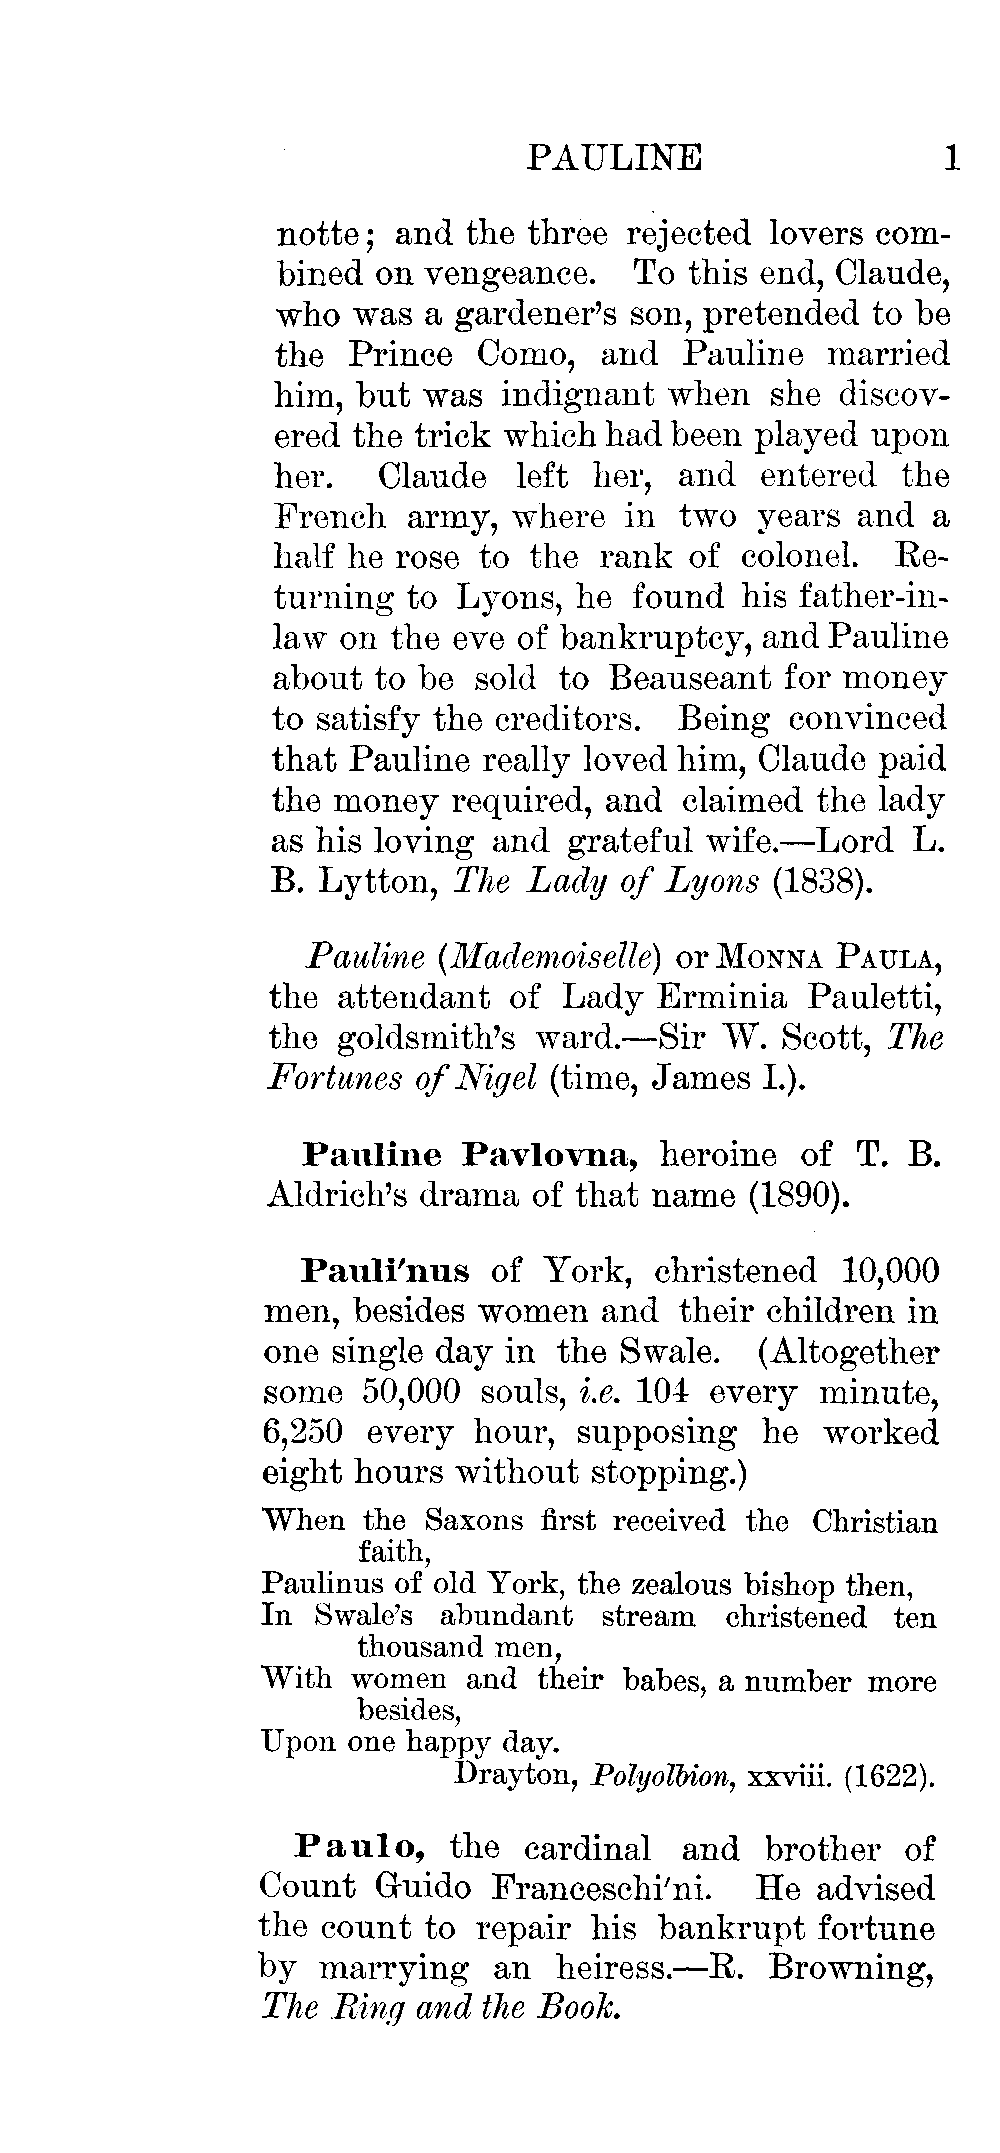 PAULINE 1
notte; and the three rejected lovers com-
bined on vengeance. To this end, Claude,
who was a gardener's son, pretended to be
the Prince Como, and Pauline married
him, but was indignant when she discov-
ered the trick which had been played upon
her. Claude left her, and entered the
French army, where in two years and a
half he rose to the rank of colonel. Re-
turning to Lyons, he found his father-in-
law on the eve of bankruptcy, and Pauline
about to be sold to Beauseant for money
to satisfy the creditors. Being convinced
that Pauline really loved him, Claude paid
the money required, and claimed the lady
as his loving and grateful wife.—Lord L.
B. Lytton, The Lady of Lyons (1838).
Pauline (Mademoiselle) or MONNA PAULA,
the attendant of Lady Erminia Pauletti,
the goldsmith's ward.—Sir W. Scott, The
Fortunes of Nigel (time, James I.).
Pauline Pavlovna, heroine of T. B.
Aldrich's drama of that name (1890).
Pauli'nus of York, christened 10,000
men, besides women and their children in
one single day in the Swale. (Altogether
some 50,000 souls, i.e. 104 every minute,
6,250 every hour, supposing he worked
eight hours without stopping.)
When the Saxons first received the Christian
faith,
Paulinus of old York, the zealous bishop then,
In Swale's abundant stream christened ten
thousand men,
With women and their babes, a number more
besides,
Upon one happy day.
Drayton, Polyolbion, xxviii. (1622).
Paulo, the cardinal and brother of
Count Guido Franceschi'ni. He advised
the count to repair his bankrupt fortune
by marrying an heiress.—R. Browning,
The Ring and the Book.